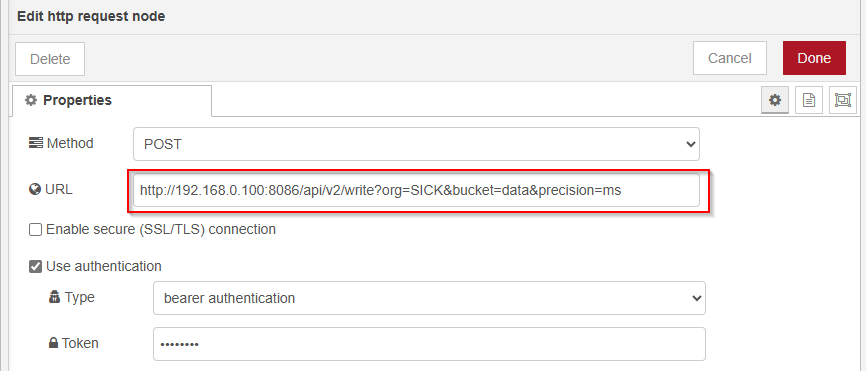 Edit http request node
Delete
Cancel
Done
Properties
Method
POST
URL
http://192.168.0.100:8086/api/v2/write?org=SICK&bucket=data&precision=ms
Enable secure (SSL/TLS) connection
Use authentication
Type
bearer authentication
Token
••••••••